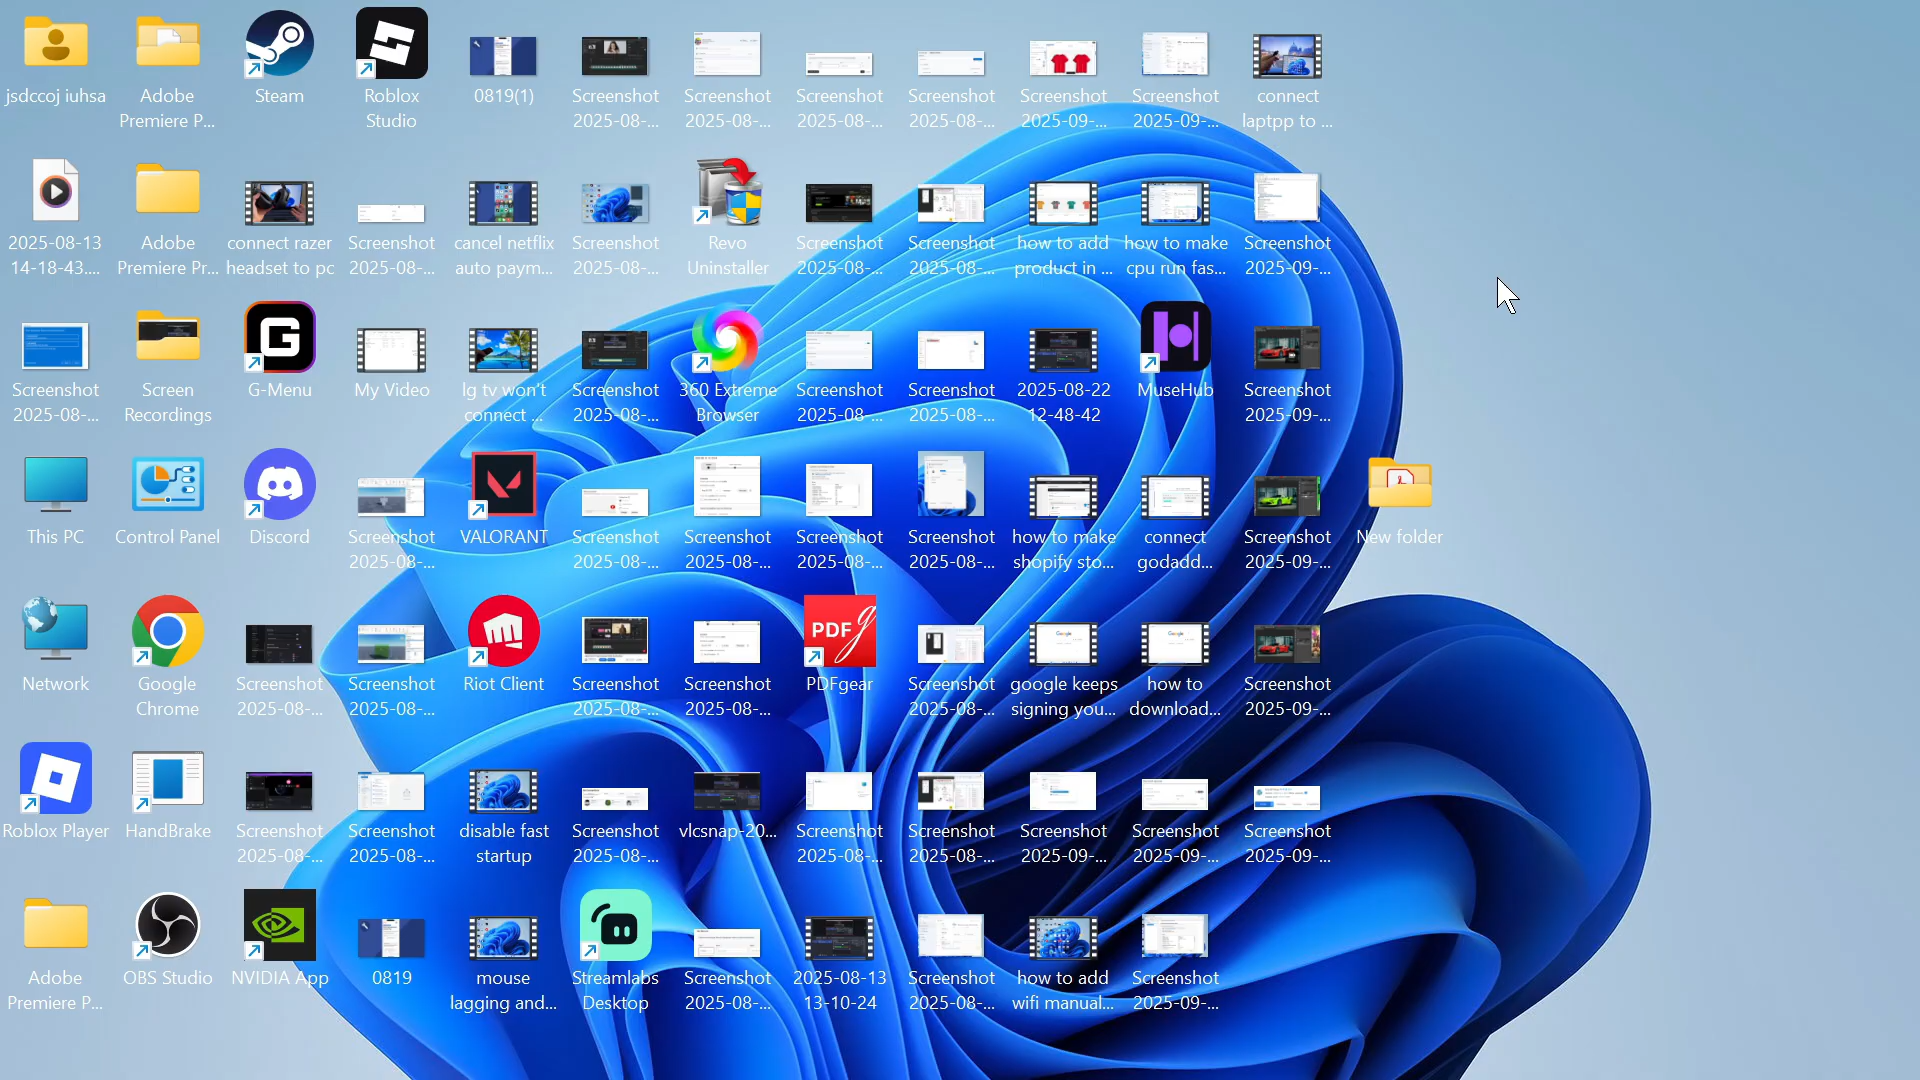 jsdccoj iuhsa
Adobe
Premiere P...
Steam
Roblox
Studio
0819(1)
Screenshot
2025-08-...
Screenshot
2025-08-...
Screenshot
2025-08-...
Screenshot
2025-08-...
Screenshot
2025-09-...
Screenshot
2025-09-...
connect
laptpp to ...
2025-08-13
14-18-43....
Adobe
Premiere Pr...
connect razer
headset to pc
Screenshot
2025-08-...
cancel netflix
auto paym...
Screenshot
2025-08-...
Revo
Uninstaller
Screenshot
2025-08-...
Screenshot
2025-08-...
how to add
product in ...
how to make
cpu run fas...
Screenshot
2025-09-...
Screenshot
2025-08-...
Screen
Recordings
G-Menu
My Video
lg tv won't
connect ...
Screenshot
2025-08-...
360 Extreme
Browser
Screenshot
2025-08-...
Screenshot
2025-08-...
2025-08-22
12-48-42
MuseHub
Screenshot
2025-09-...
This PC
Control Panel
Discord
Screenshot
2025-08-...
VALORANT
Screenshot
2025-08-...
Screenshot
2025-08-...
Screenshot
2025-08-...
Screenshot
2025-08-...
how to make
shopify sto...
connect
godadd...
Screenshot
2025-09-...
New folder
Network
Google
Chrome
Screenshot
2025-08-...
Screenshot
2025-08-...
Riot Client
Screenshot
2025-08-...
Screenshot
2025-08-...
PDF
PDFgear
Screenshot
2025-08-...
google keeps
signing you...
how to
download...
Screenshot
2025-09-...
Roblox Player
HandBrake
Screenshot
2025-08-...
Screenshot
2025-08-...
disable fast
startup
Screenshot
2025-08-...
vlcsnap-20...
Screenshot
2025-08-...
Screenshot
2025-08-...
Screenshot
2025-09-...
Screenshot
2025-09-...
Screenshot
2025-09-...
Adobe
Premiere P...
OBS Studio
NVIDIA App
0819
mouse
lagging and...
Streamlabs
Desktop
Screenshot
2025-08-...
2025-08-13
13-10-24
Screenshot
2025-08-...
how to add
wifi manual...
Screenshot
2025-09-...